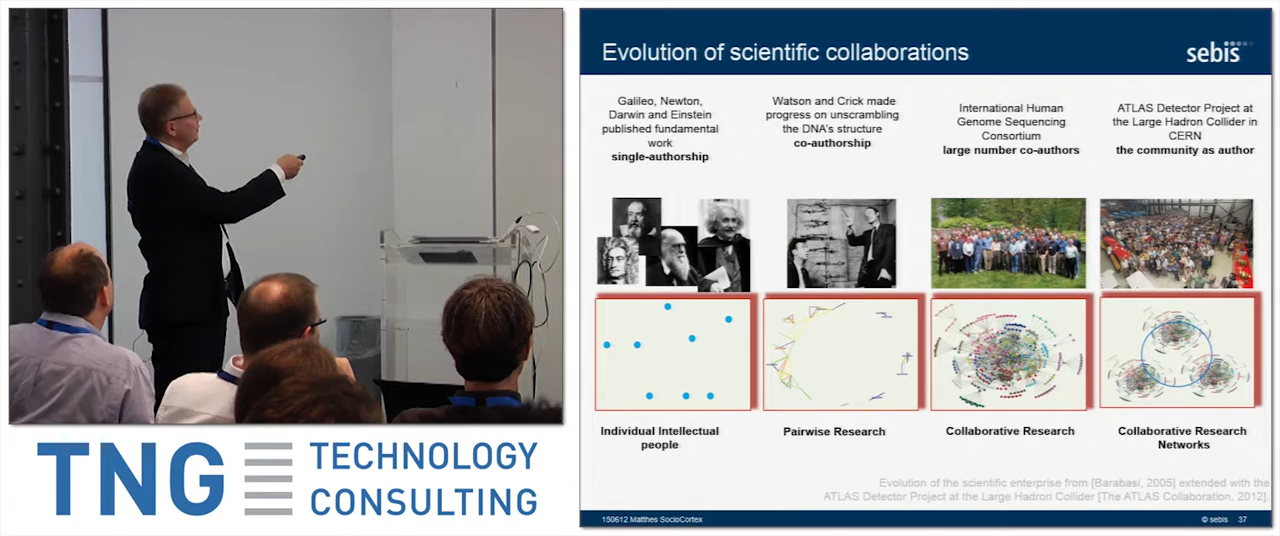 TNG TECHNOLOGY
CONSULTING
Evolution of scientific collaborations
sebis
Galileo, Newton,
Darwin and Einstein
published fundamental
work
single-authorship
Watson and Crick made
progress on unscrambling
the DNA's structure
co-authorship
International Human
Genome Sequencing
Consortium
large number co-authors
ATLAS Detector Project at
the Large Hadron Collider in
CERN
the community as author
Individual Intellectual
people
Pairwise Research
Collaborative Research
Collaborative Research
Networks
Evolution of the scientific enterprise from [Barabasi, 2005] extended with the
ATLAS Detector Project at the Large Hadron Collider [The ATLAS Collaboration, 2012].
150612 Matthes SocioCortex
© sebis 37